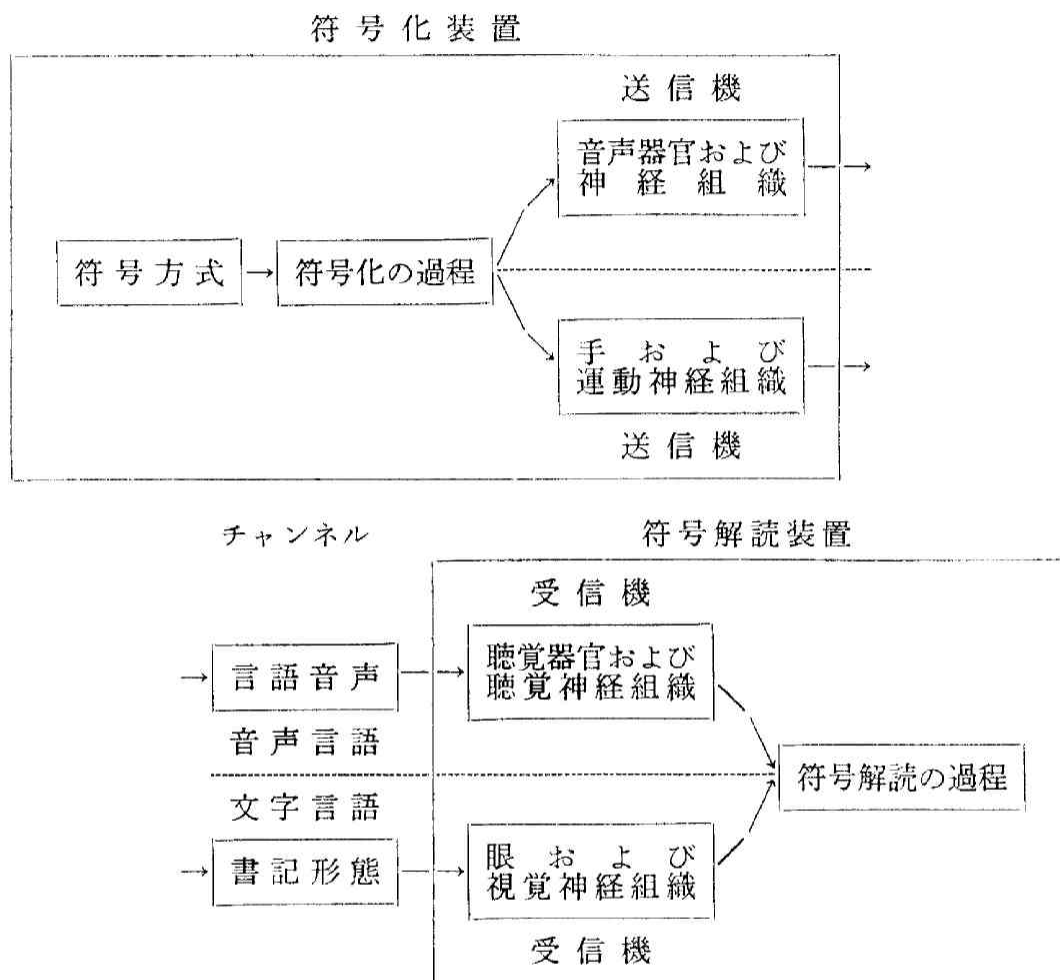 符号化装置
送信機
音声器官および
神経組織
符号方式
符号化の過程
手および
運動神経組織
送信機
チャンネル
符号解読装置
受信機
言語音声
聴覚器官および
聴覚神経組織
音声言語
符号解読の過程
文字言語
書記形態
眼および
視覚神経組織
受信機